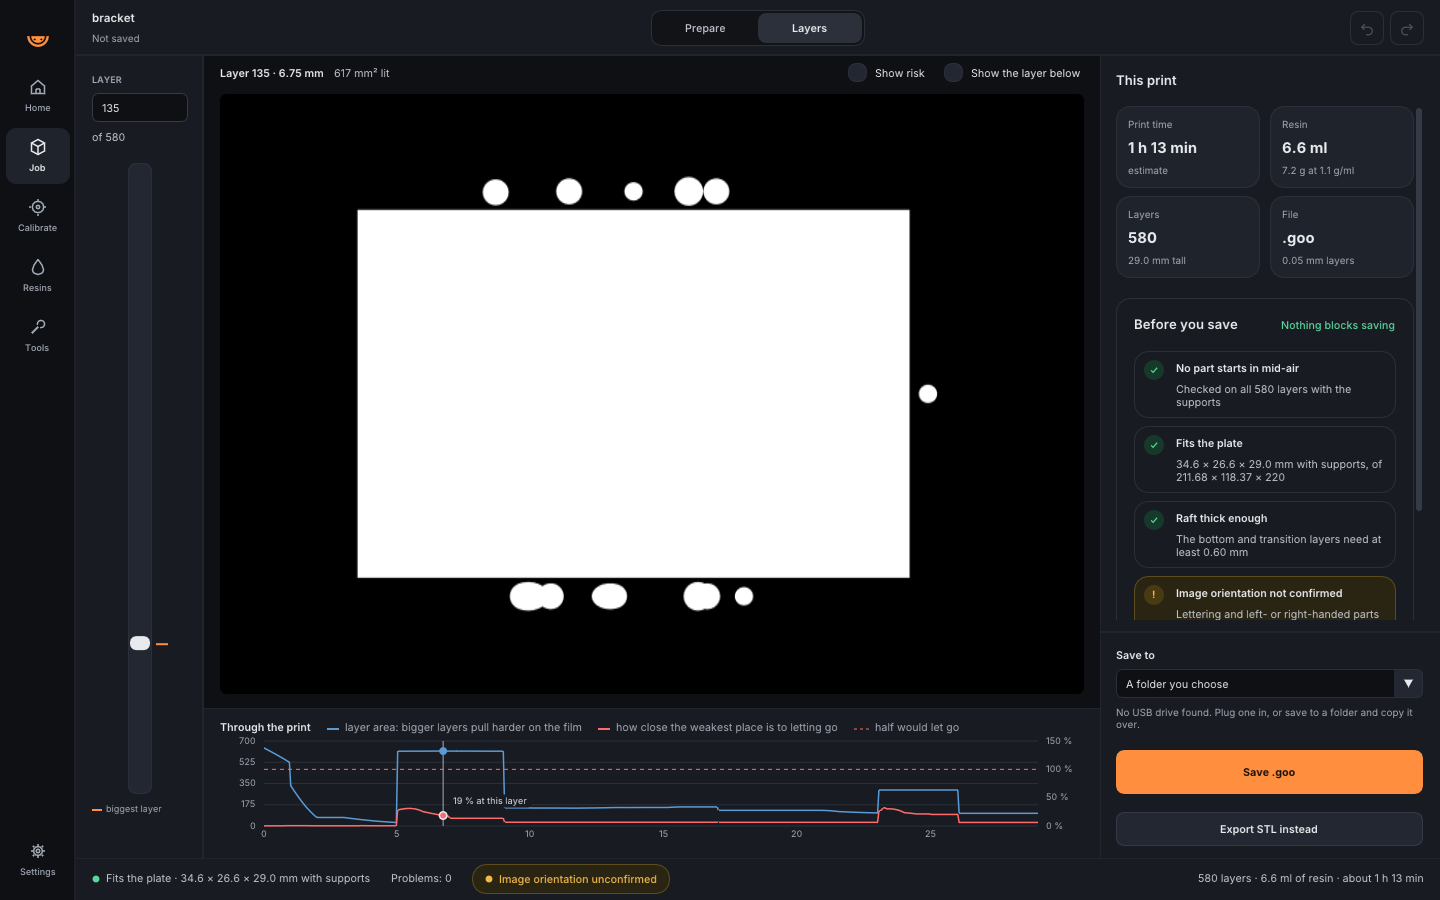 bracket
Not saved
Prepare
Layers
Home
Job
Calibrate
Resins
Tools
Settings
LAYER
135
of 580
biggest layer
Layer 135 · 6.75 mm 617 mm² lit
Show risk
Show the layer below
Through the print
layer area: bigger layers pull harder on the film
how close the weakest place is to letting go
half would let go
700
525
350
175
0
150 %
100 %
50 %
0 %
19 % at this layer
0
5
10
15
20
25
This print
Print time
1 h 13 min
estimate
Resin
6.6 ml
7.2 g at 1.1 g/ml
Layers
580
29.0 mm tall
File
.goo
0.05 mm layers
Before you save
Nothing blocks saving
No part starts in mid-air
Checked on all 580 layers with the
supports
Fits the plate
34.6 × 26.6 × 29.0 mm with supports, of
211.68 × 118.37 × 220
Raft thick enough
The bottom and transition layers need at
least 0.60 mm
Image orientation not confirmed
Lettering and left- or right-handed parts
Save to
A folder you choose
No USB drive found. Plug one in, or save to a folder and copy it
over.
Save .goo
Export STL instead
Fits the plate · 34.6 × 26.6 × 29.0 mm with supports
Problems: 0
Image orientation unconfirmed
580 layers · 6.6 ml of resin · about 1 h 13 min